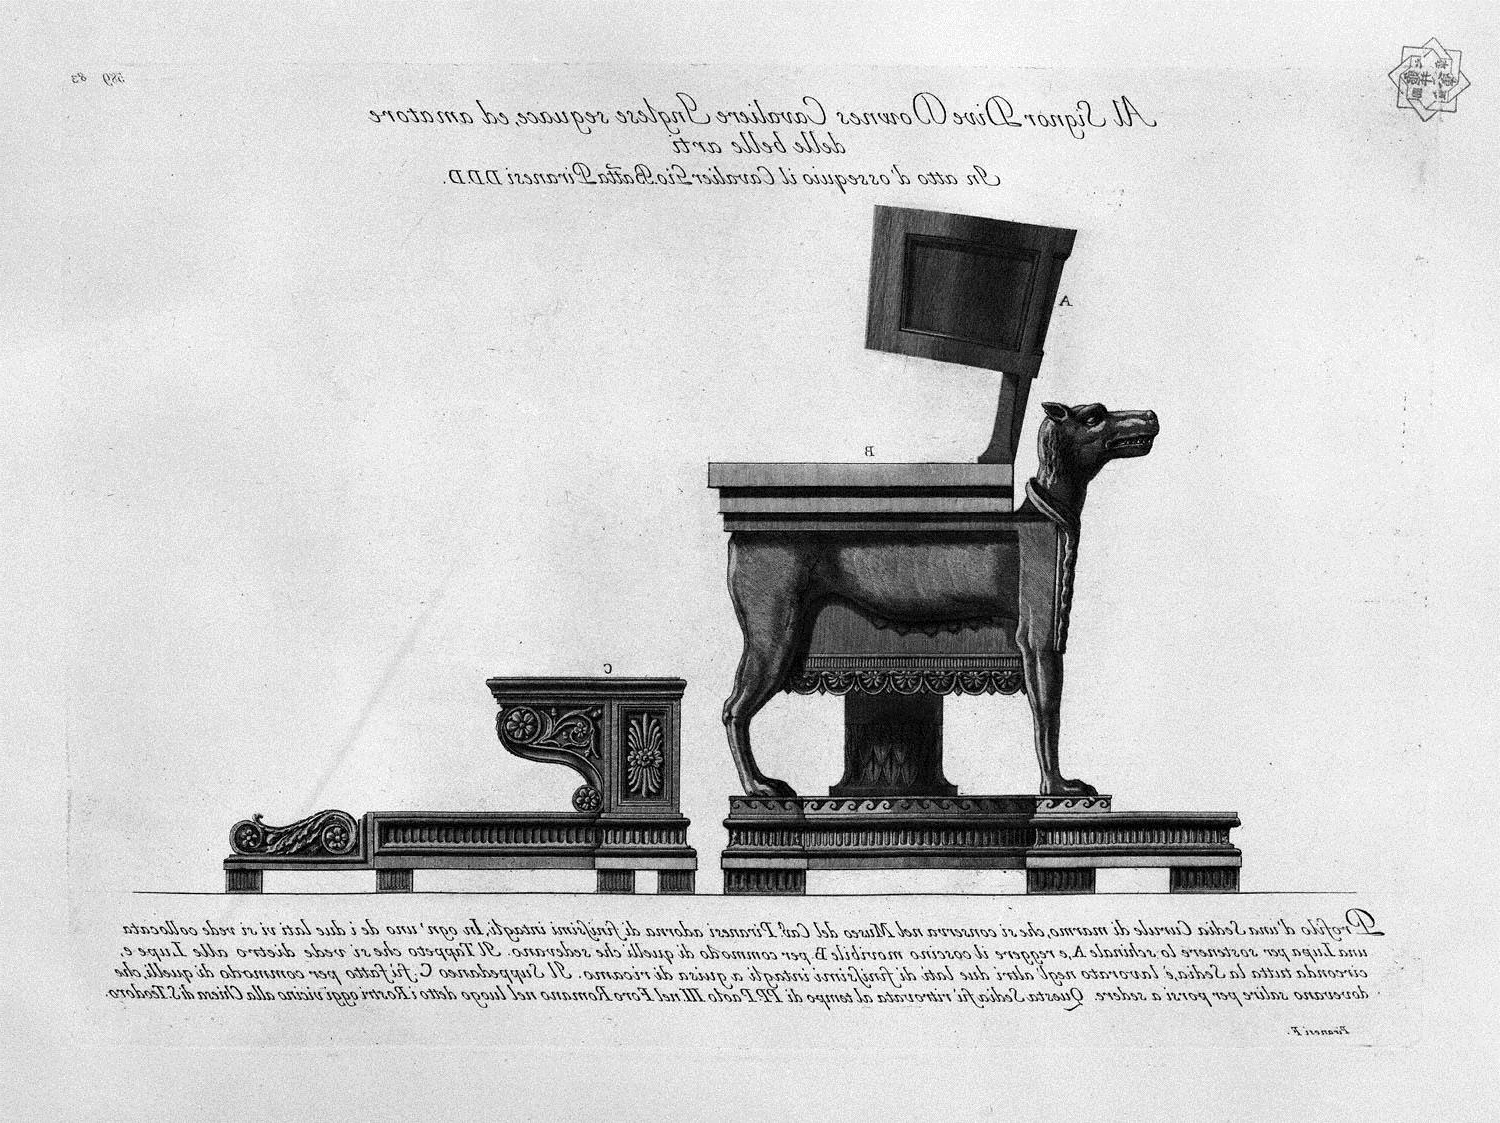 589 83
Al Signor Dive Downes Cavaliere Inglese seguace, ed amatore
delle belle arti
In atto d'ossequio il Cavalier Gio. Batta Piranesi D.D.D.
A
B
C
Profilo d'una Sedia Curule di marmo, che si conserva nel Museo del Cav. Piranesi adorna di finissimi intagli. In ogn' uno dei due lati vi si vede collocata
una Lupa per sostenere lo schinale A, e reggere il coscino movibile B per commodo di quelli che sedevano. Il Tappeto che si vede dietro alle Lupe e,
circonda tutta la Sedia, è lavorato negl' altri due lati di finissimi intagli a guisa di ricamo. Il Suppedaneo C, fù fatto per commodo di quelli, che
dovevano salire per porsi a sedere. Questa Sedia fù ritrovata al tempo di PP. Paolo III. nel Foro Romano nel luogo detto i Rostri oggi vicino alla Chiesa di S. Teodoro.
Piranesi F.